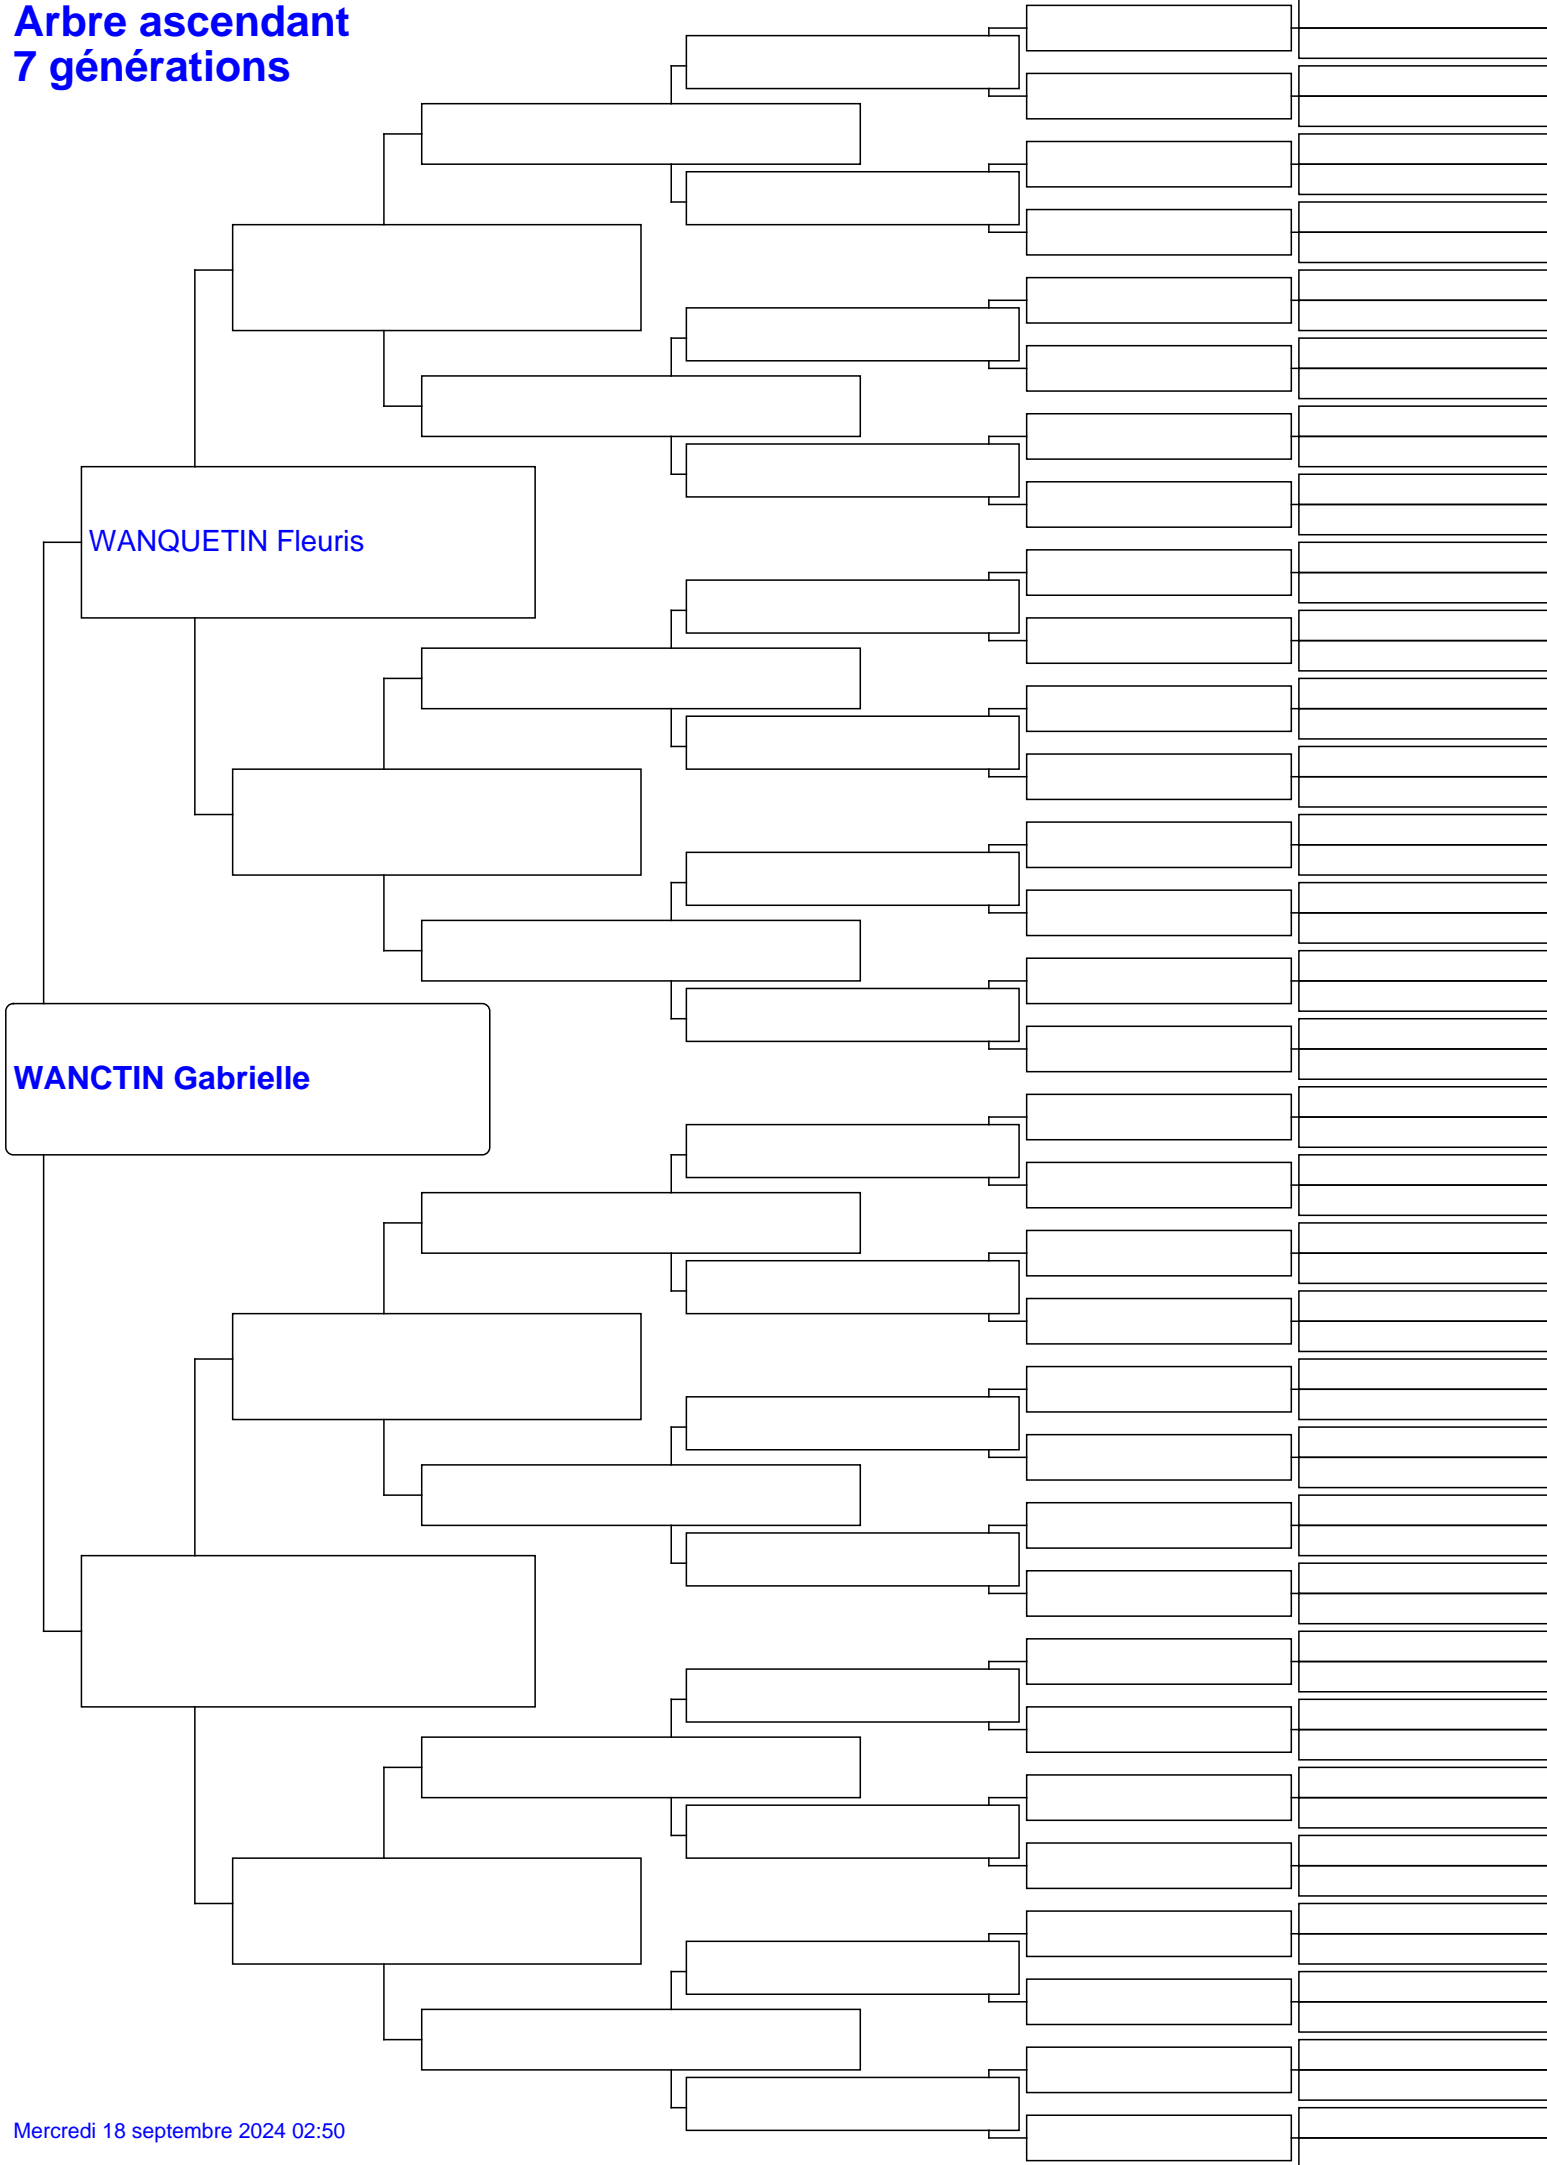 Arbre ascendant
7 générations
WANQUETIN Fleuris
WANCTIN Gabrielle
Mercredi 18 septembre 2024 02:50